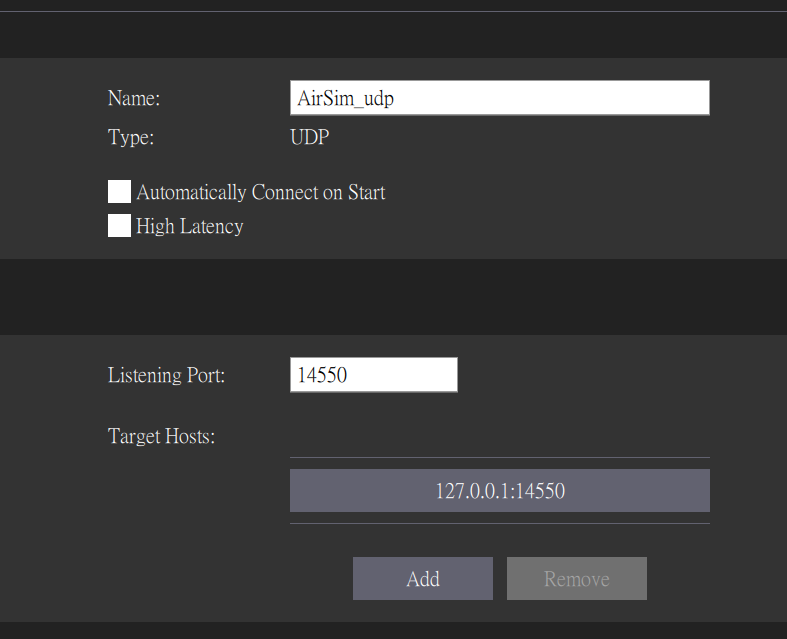 Name: AirSim_udp
Type: UDP
Automatically Connect on Start
High Latency
Listening Port: 14550
Target Hosts:
127.0.0.1:14550
Add Remove